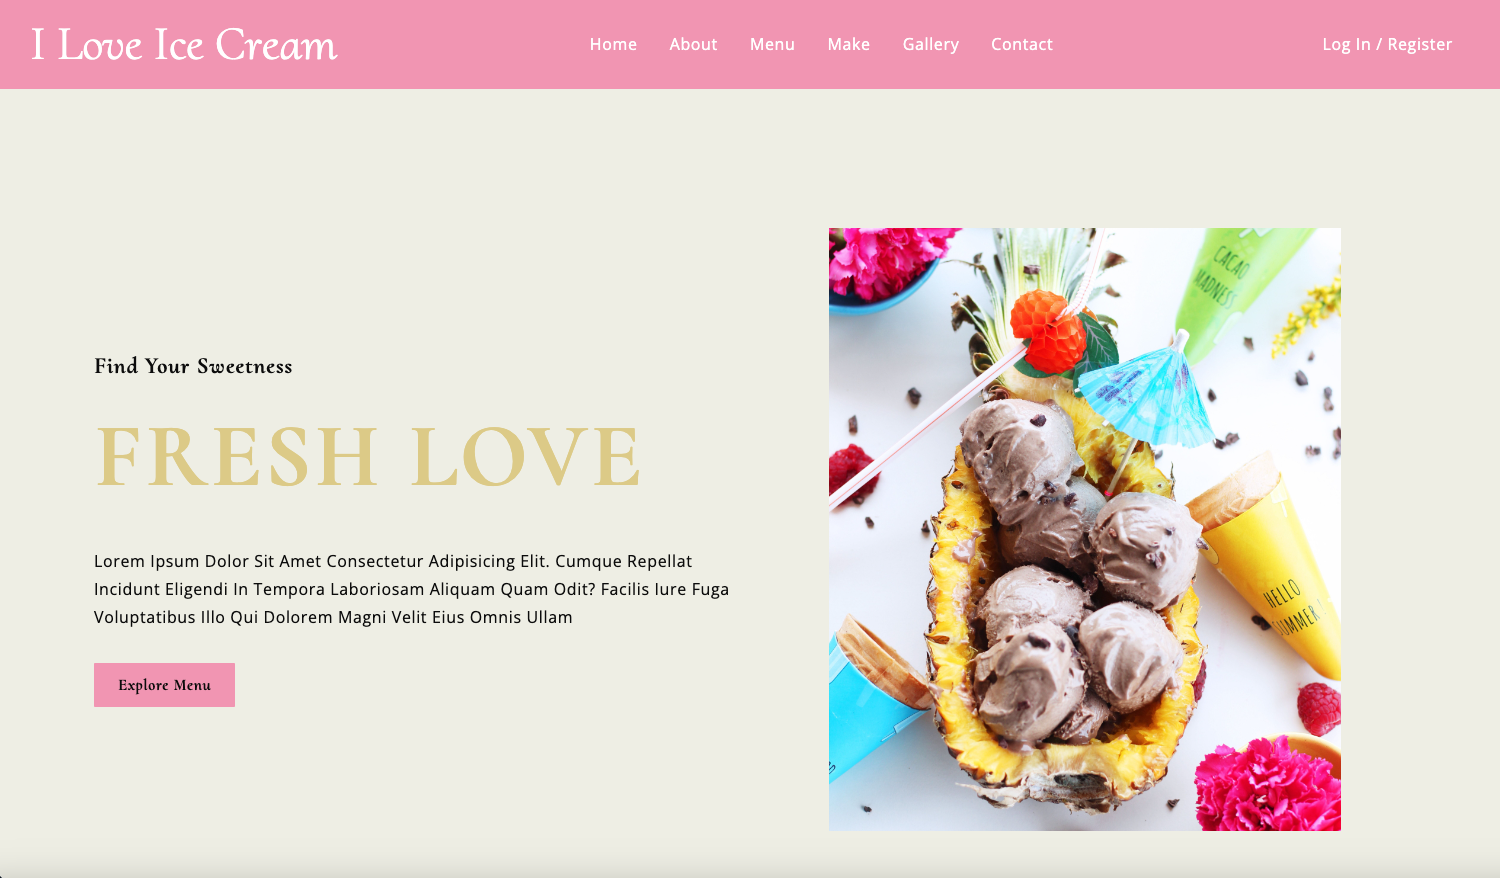 I Love Ice Cream
Home About Menu Make Gallery Contact
Log In / Register
Find Your Sweetness
FRESH LOVE
Lorem Ipsum Dolor Sit Amet Consectetur Adipisicing Elit. Cumque Repellat
Incidunt Eligendi In Tempora Laboriosam Aliquam Quam Odit? Facilis Iure Fuga
Voluptatibus Illo Qui Dolorem Magni Velit Eius Omnis Ullam
Explore Menu
CACAO
MADNESS
HELLO
SUMMER!